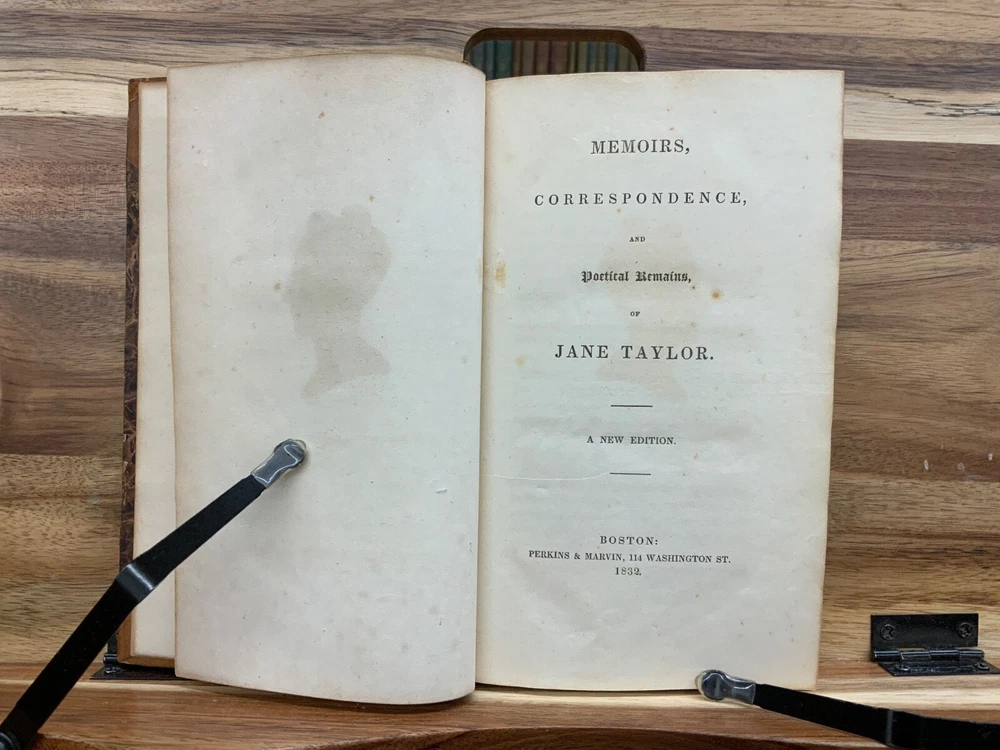 MEMOIRS,
CORRESPONDENCE,
AND
Poetical Remains,
OF
JANE TAYLOR.
A NEW EDITION.
BOSTON:
PERKINS & MARVIN, 114 WASHINGTON ST.
1832.